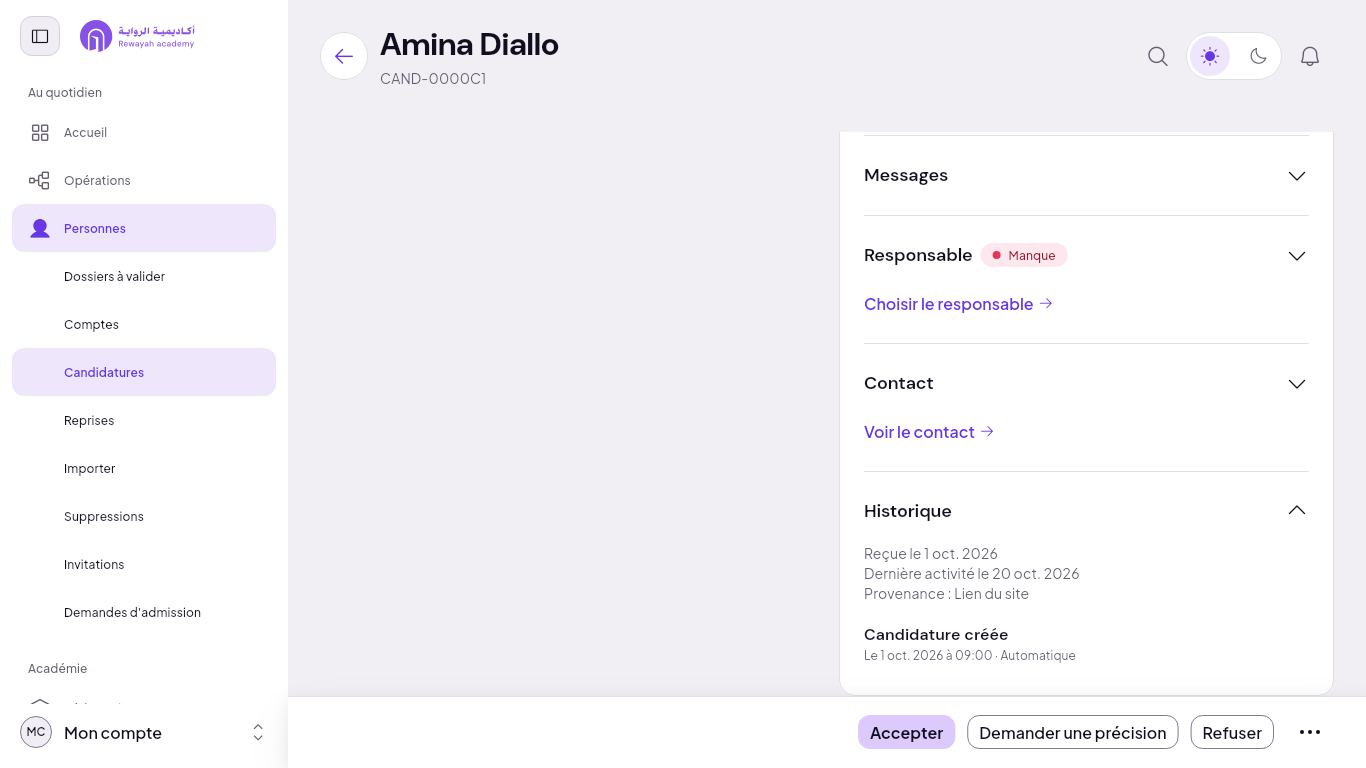 أكاديمية الرواية
Rewayah academy
Au quotidien
Accueil
Opérations
Personnes
Dossiers à valider
Comptes
Candidatures
Reprises
Importer
Suppressions
Invitations
Demandes d'admission
Académie
MC
Mon compte
Amina Diallo
CAND-0000C1
Messages
Responsable
Manque
Choisir le responsable
Contact
Voir le contact
Historique
Reçue le 1 oct. 2026
Dernière activité le 20 oct. 2026
Provenance : Lien du site
Candidature créée
Le 1 oct. 2026 à 09:00 · Automatique
Accepter
Demander une précision
Refuser